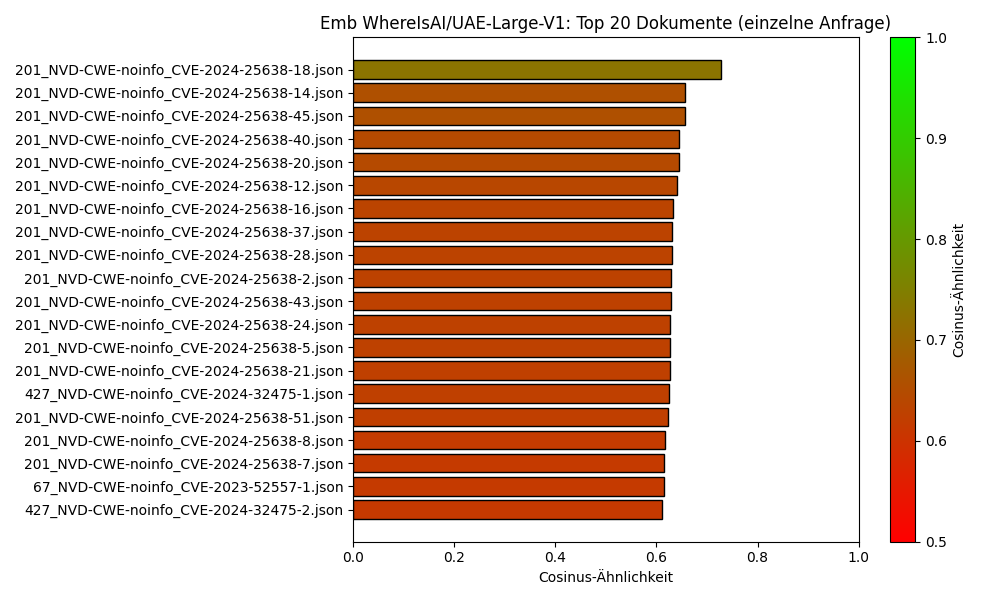 Emb WhereIsAI/UAE-Large-V1: Top 20 Dokumente (einzelne Anfrage)
201_NVD-CWE-noinfo_CVE-2024-25638-18.json
201_NVD-CWE-noinfo_CVE-2024-25638-14.json
201_NVD-CWE-noinfo_CVE-2024-25638-45.json
201_NVD-CWE-noinfo_CVE-2024-25638-40.json
201_NVD-CWE-noinfo_CVE-2024-25638-20.json
201_NVD-CWE-noinfo_CVE-2024-25638-12.json
201_NVD-CWE-noinfo_CVE-2024-25638-16.json
201_NVD-CWE-noinfo_CVE-2024-25638-37.json
201_NVD-CWE-noinfo_CVE-2024-25638-28.json
201_NVD-CWE-noinfo_CVE-2024-25638-2.json
201_NVD-CWE-noinfo_CVE-2024-25638-43.json
201_NVD-CWE-noinfo_CVE-2024-25638-24.json
201_NVD-CWE-noinfo_CVE-2024-25638-5.json
201_NVD-CWE-noinfo_CVE-2024-25638-21.json
427_NVD-CWE-noinfo_CVE-2024-32475-1.json
201_NVD-CWE-noinfo_CVE-2024-25638-51.json
201_NVD-CWE-noinfo_CVE-2024-25638-8.json
201_NVD-CWE-noinfo_CVE-2024-25638-7.json
67_NVD-CWE-noinfo_CVE-2023-52557-1.json
427_NVD-CWE-noinfo_CVE-2024-32475-2.json
0.0 0.2 0.4 0.6 0.8 1.0
Cosinus-Ähnlichkeit
1.0
0.9
0.8
0.7
0.6
0.5
Cosinus-Ähnlichkeit